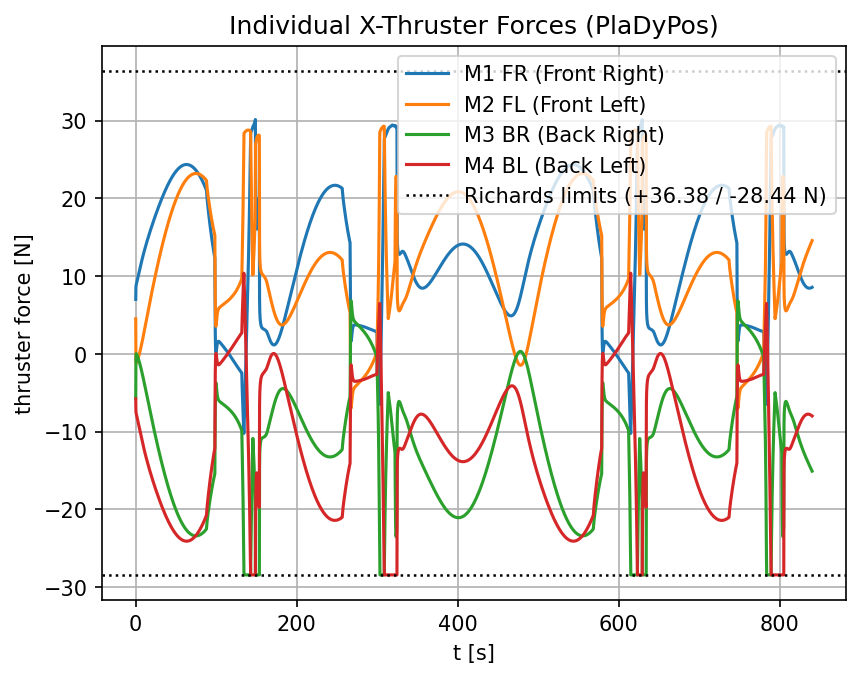 Individual X-Thruster Forces (PlaDyPos)
M1 FR (Front Right)
M2 FL (Front Left)
M3 BR (Back Right)
M4 BL (Back Left)
Richards limits (+36.38 / -28.44 N)
thruster force [N]
30
20
10
0
−10
−20
−30
0 200 400 600 800
t [s]